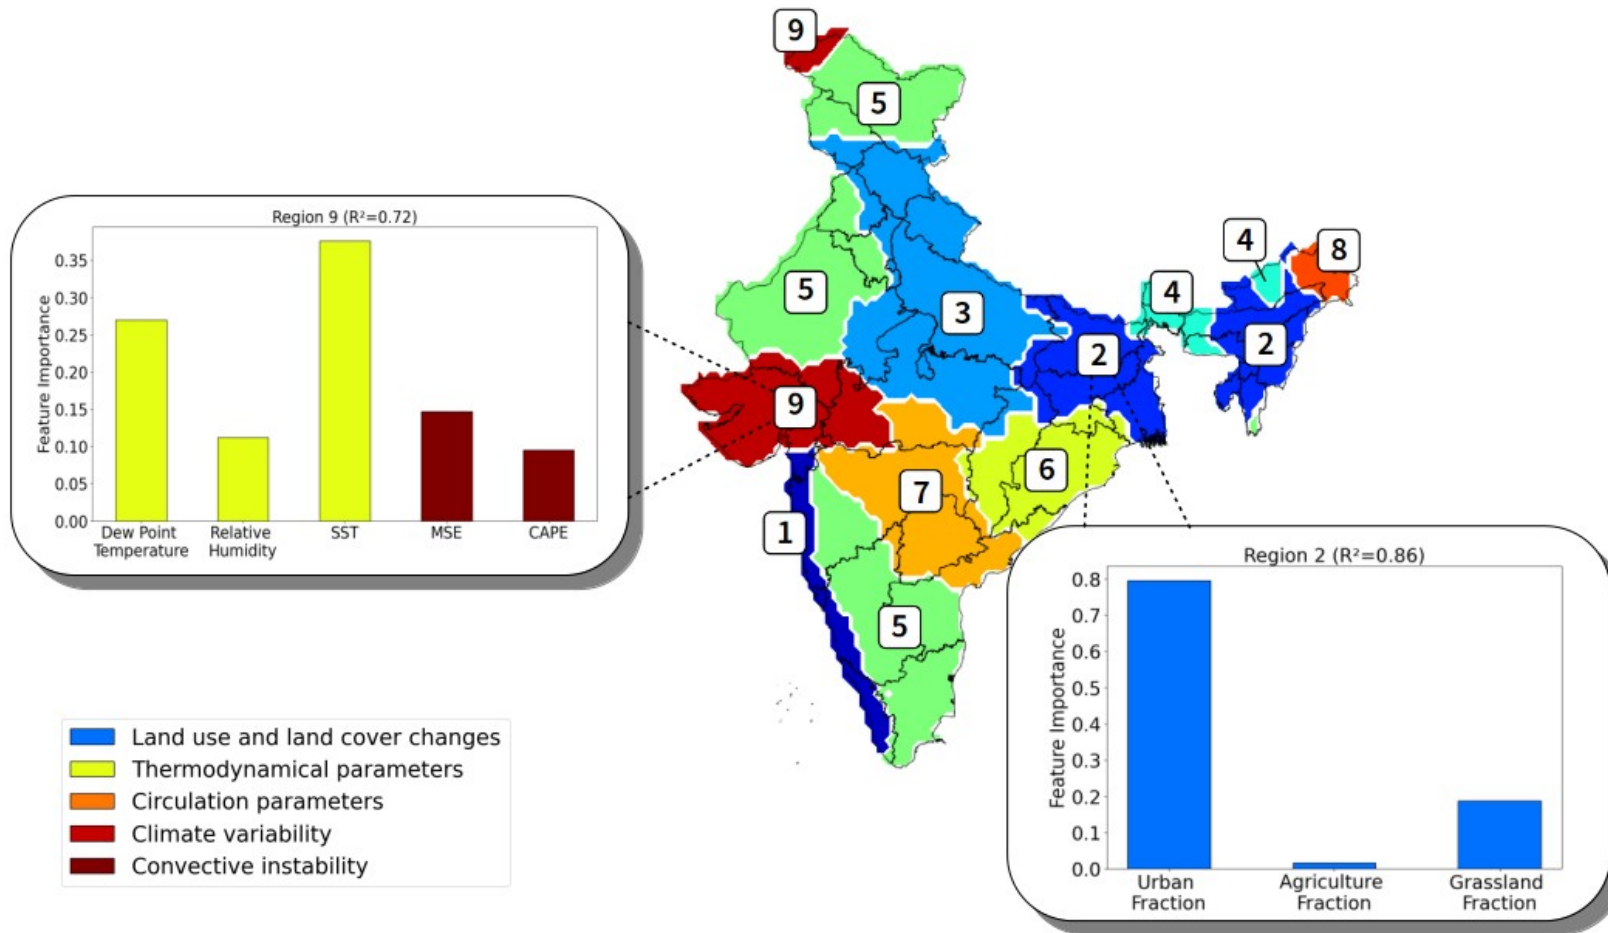 9
5
Region 9 (R²=0.72)
Feature Importance
0.35
0.30
0.25
0.20
0.15
0.10
0.05
0.00
Dew Point
Temperature
Relative
Humidity
SST
MSE
CAPE
4
8
4
5
3
2
2
9
6
7
1
5
Region 2 (R²=0.86)
Feature Importance
0.8
0.7
0.6
0.5
0.4
0.3
0.2
0.1
0.0
Urban
Fraction
Agriculture
Fraction
Grassland
Fraction
Land use and land cover changes
Thermodynamical parameters
Circulation parameters
Climate variability
Convective instability